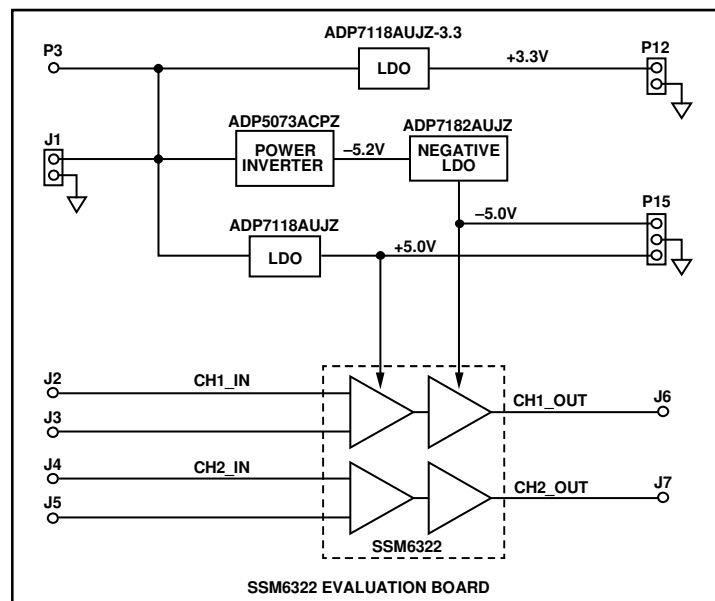 ADP7118AUJZ-3.3
P3
LDO
+3.3V
P12
ADP5073ACPZ
ADP7182AUJZ
J1
POWER
INVERTER
–5.2V
NEGATIVE
LDO
P15
ADP7118AUJZ
–5.0V
LDO
+5.0V
J2
CH1_IN
J3
CH1_OUT
J6
J4
CH2_IN
J5
CH2_OUT
J7
SSM6322
SSM6322 EVALUATION BOARD